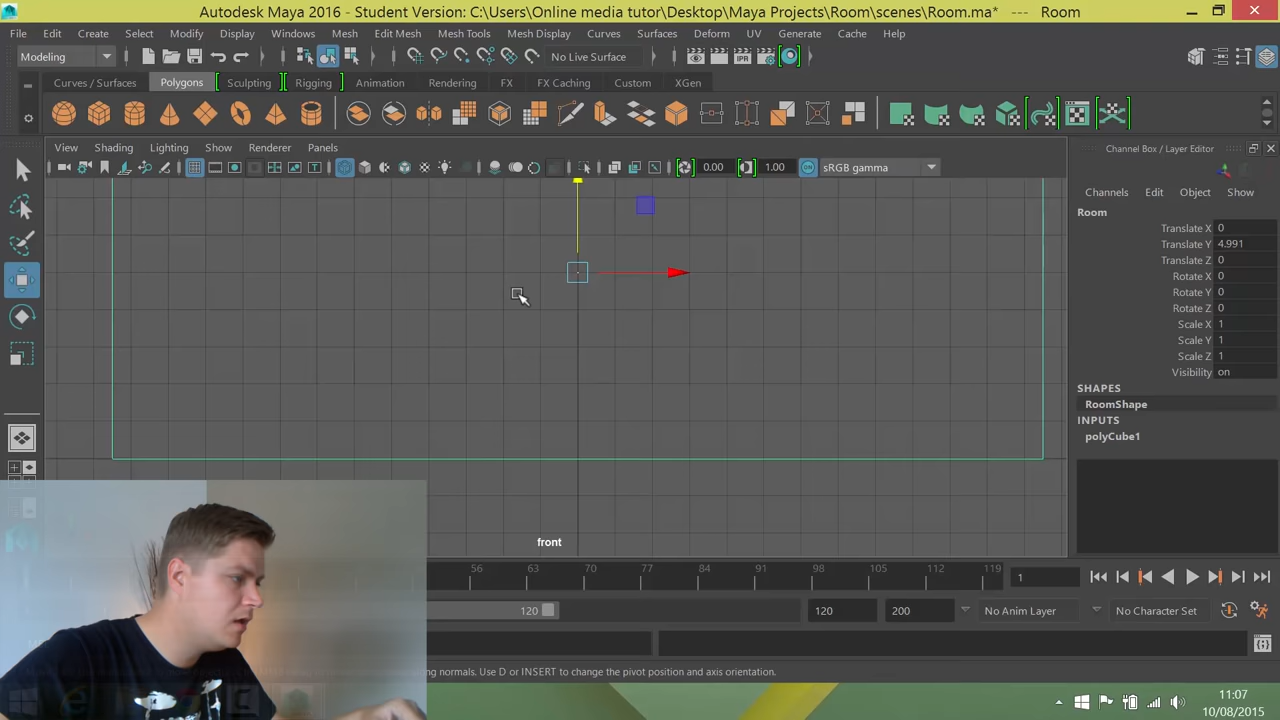 Autodesk Maya 2016 - Student Version: C:\Users\Online media tutor\Desktop\Maya Projects\Room\scenes\Room.ma* --- Room
File Edit Create Select Modify Display Windows Mesh Edit Mesh Mesh Tools Mesh Display Curves Surfaces Deform UV Generate Cache Help
Modeling No Live Surface
Curves / Surfaces Polygons Sculpting Rigging Animation Rendering FX FX Caching Custom XGen
View Shading Lighting Show Renderer Panels
0.00 1.00 sRGB gamma
Channel Box / Layer Editor
Channels Edit Object Show
Room
Translate X 0
Translate Y 4.991
Translate Z 0
Rotate X 0
Rotate Y 0
Rotate Z 0
Scale X 1
Scale Y 1
Scale Z 1
Visibility on
SHAPES
RoomShape
INPUTS
polyCube1
front
56 63 70 77 84 91 98 105 112 119 1
120 120 200 No Anim Layer No Character Set
normals. Use D or INSERT to change the pivot position and axis orientation.
11:07
10/08/2015